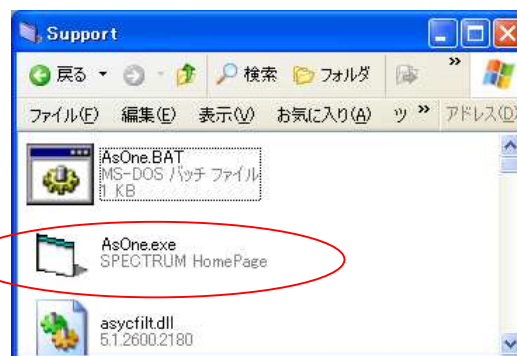 Support
戻る 検索 フォルダ »
ファイル(F) 編集(E) 表示(V) お気に入り(A) ツ » アドレス(D)
AsOne.BAT
MS-DOS バッチ ファイル
1 KB
AsOne.exe
SPECTRUM HomePage
asycfilt.dll
5.1.2600.2180